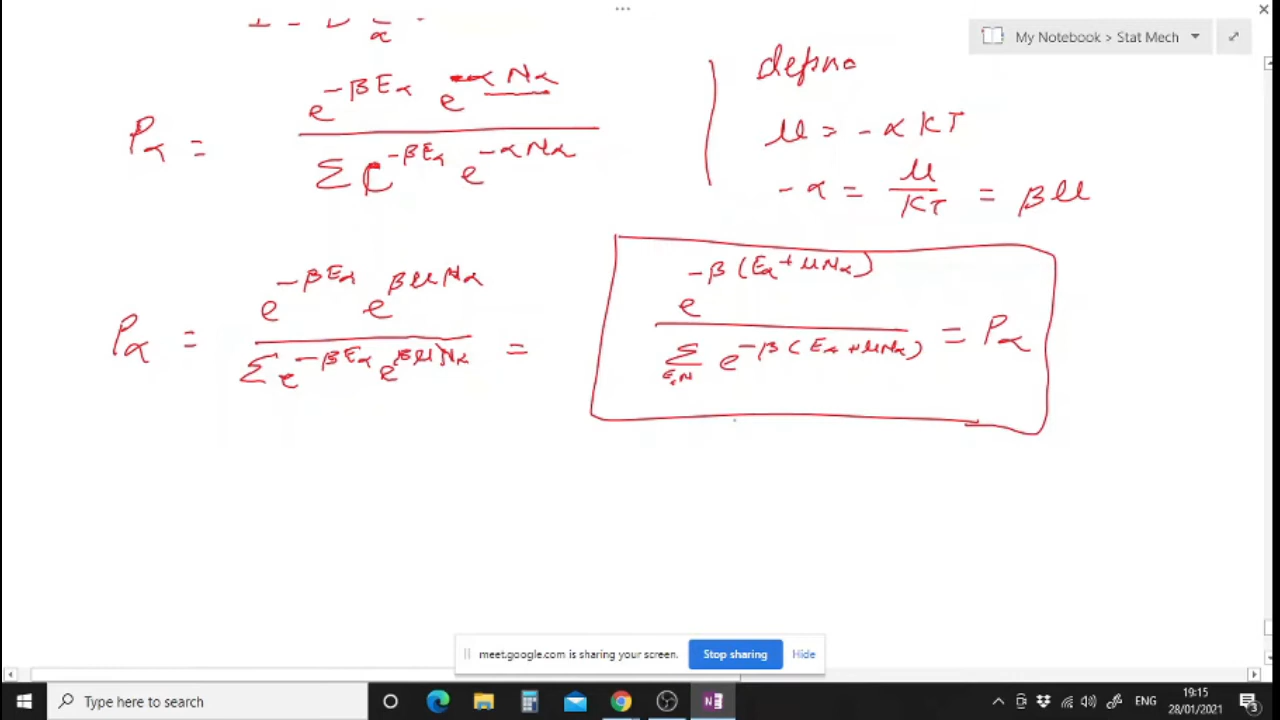 ...
My Notebook > Stat Mech
define
P_α = e^{-βE_α} e^{-αN_α} / Σ e^{-βE_α} e^{-αN_α}
μ = -α KT
-α = μ / KT = βμ
P_α = e^{-βE_α} e^{βμN_α} / Σ e^{-βE_α} e^{βμN_α} = e^{-β(E_α+μN_α)} / Σ_{E,N} e^{-β(E_α+μN_α)} = P_α
meet.google.com is sharing your screen. Stop sharing Hide
Type here to search
ENG
19:15
28/01/2021
3